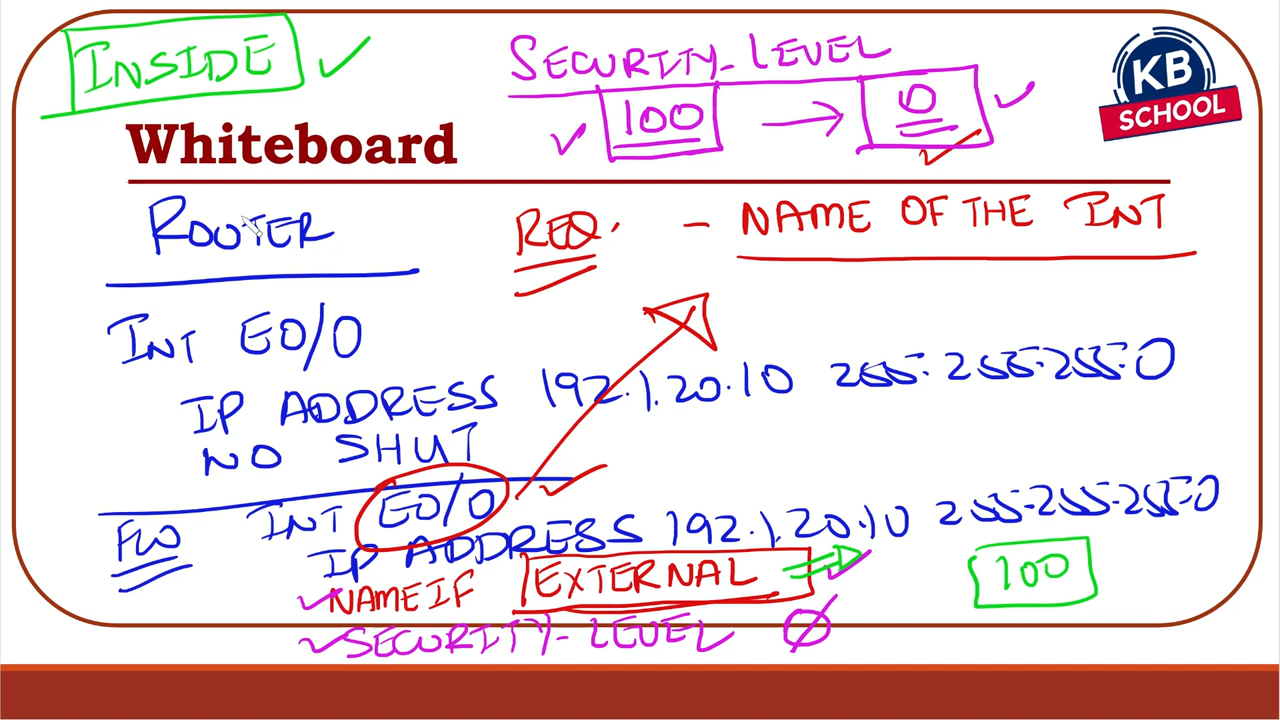 INSIDE
SECURITY-LEVEL
100 → 0
KB
SCHOOL
Whiteboard
ROUTER
REQ. - NAME OF THE INT
INT E0/0
IP ADDRESS 192.1.20.10 255.255.255.0
NO SHUT
FW INT E0/0
IP ADDRESS 192.1.20.10 255.255.255.0
NAMEIF EXTERNAL
100
SECURITY-LEVEL 0